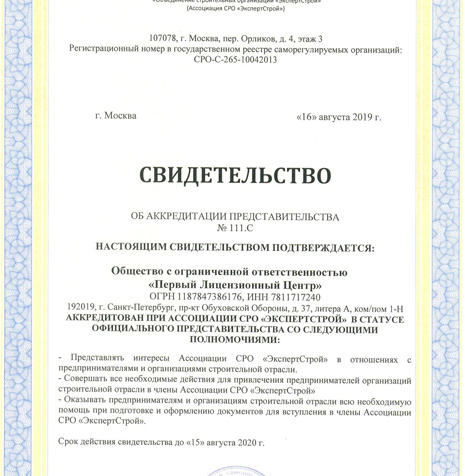 "Объединение строительных организаций «ЭкспертСтрой»
(Ассоциация СРО «ЭкспертСтрой»)
107078, г. Москва, пер. Орликов, д. 4, этаж 3
Регистрационный номер в государственном реестре саморегулируемых организаций:
СРО-С-265-10042013
г. Москва «16» августа 2019 г.
СВИДЕТЕЛЬСТВО
ОБ АККРЕДИТАЦИИ ПРЕДСТАВИТЕЛЬСТВА
№ 111.С
НАСТОЯЩИМ СВИДЕТЕЛЬСТВОМ ПОДТВЕРЖДАЕТСЯ:
Общество с ограниченной ответственностью
«Первый Лицензионный Центр»
ОГРН 1187847386176, ИНН 7811717240
192019, г. Санкт-Петербург, пр-кт Обуховской Обороны, д. 37, литера А, ком/пом 1-Н
АККРЕДИТОВАН ПРИ АССОЦИАЦИИ СРО «ЭКСПЕРТСТРОЙ» В СТАТУСЕ
ОФИЦИАЛЬНОГО ПРЕДСТАВИТЕЛЬСТВА СО СЛЕДУЮЩИМИ
ПОЛНОМОЧИЯМИ:
- Представлять интересы Ассоциации СРО «ЭкспертСтрой» в отношениях с
предпринимателями и организациями строительной отрасли.
- Совершать все необходимые действия для привлечения предпринимателей организаций
строительной отрасли в члены Ассоциации СРО «ЭкспертСтрой»
- Оказывать предпринимателям и организациям строительной отрасли всю необходимую
помощь при подготовке и оформлению документов для вступления в члены Ассоциации
СРО «ЭкспертСтрой».
Срок действия свидетельства до «15» августа 2020 г.